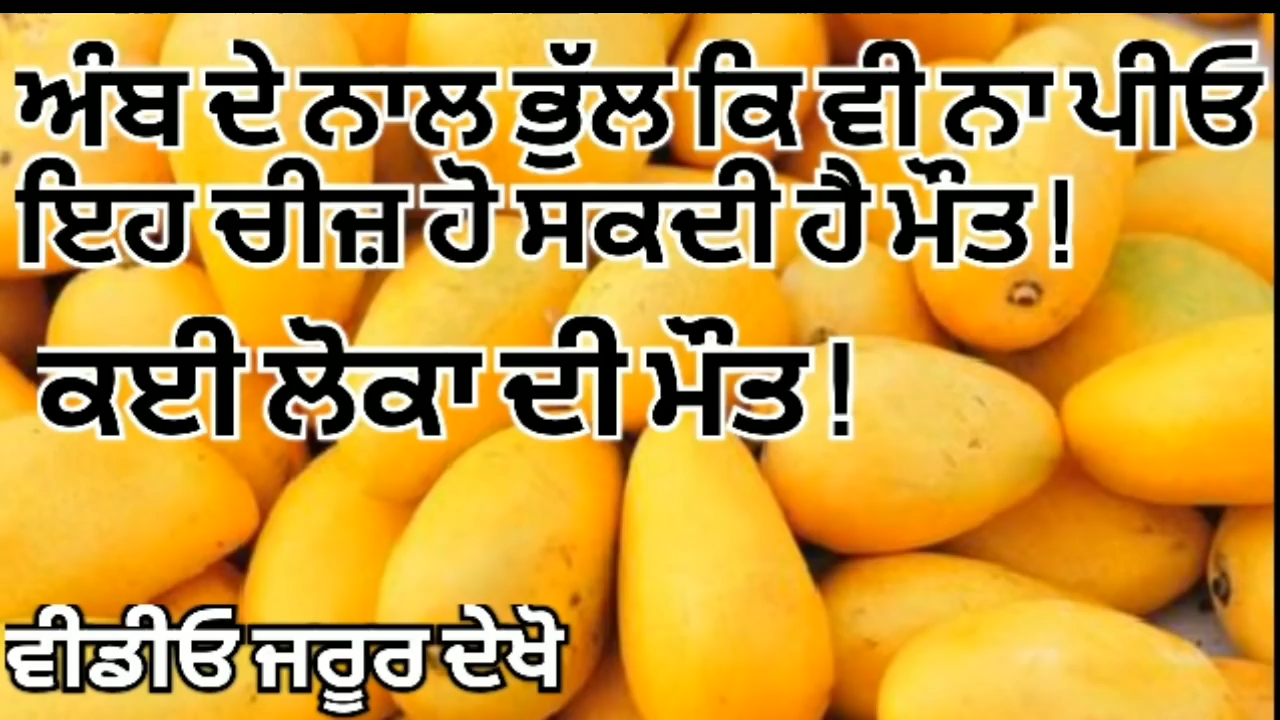 ਅੰਬ ਦੇ ਨਾਲ ਭੁੱਲ ਕਿ ਵੀ ਨਾ ਪੀਓ
ਇਹ ਚੀਜ਼ ਹੋ ਸਕਦੀ ਹੈ ਮੌਤ!
ਕਈ ਲੋਕਾ ਦੀ ਮੌਤ!
ਵੀਡੀਓ ਜਰੂਰ ਦੇਖੋ